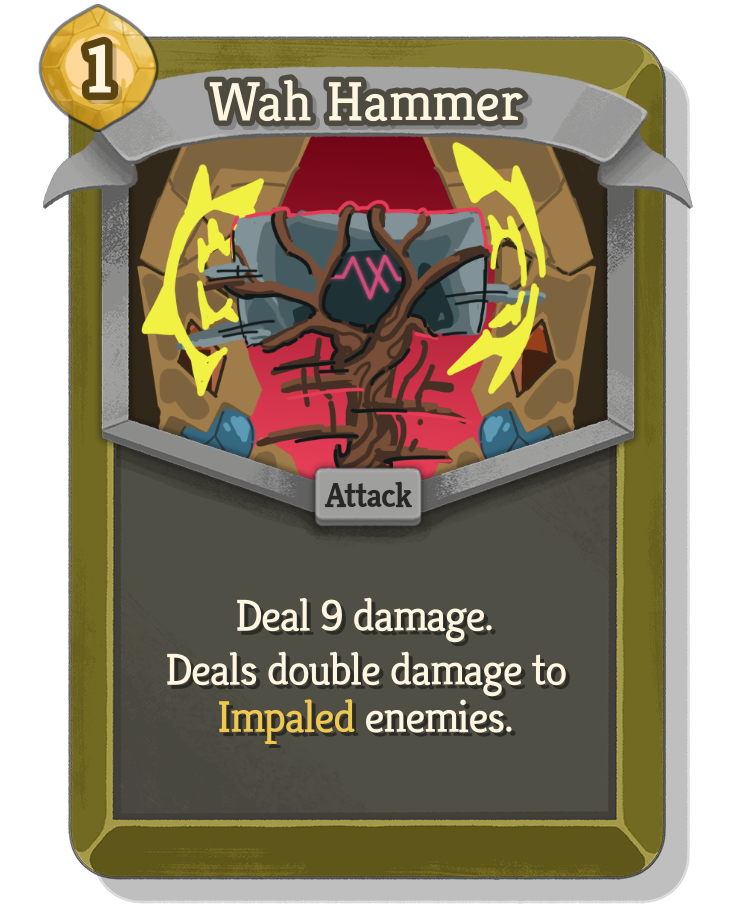 1
Wah Hammer
Attack
Deal 9 damage.
Deals double damage to
Impaled enemies.